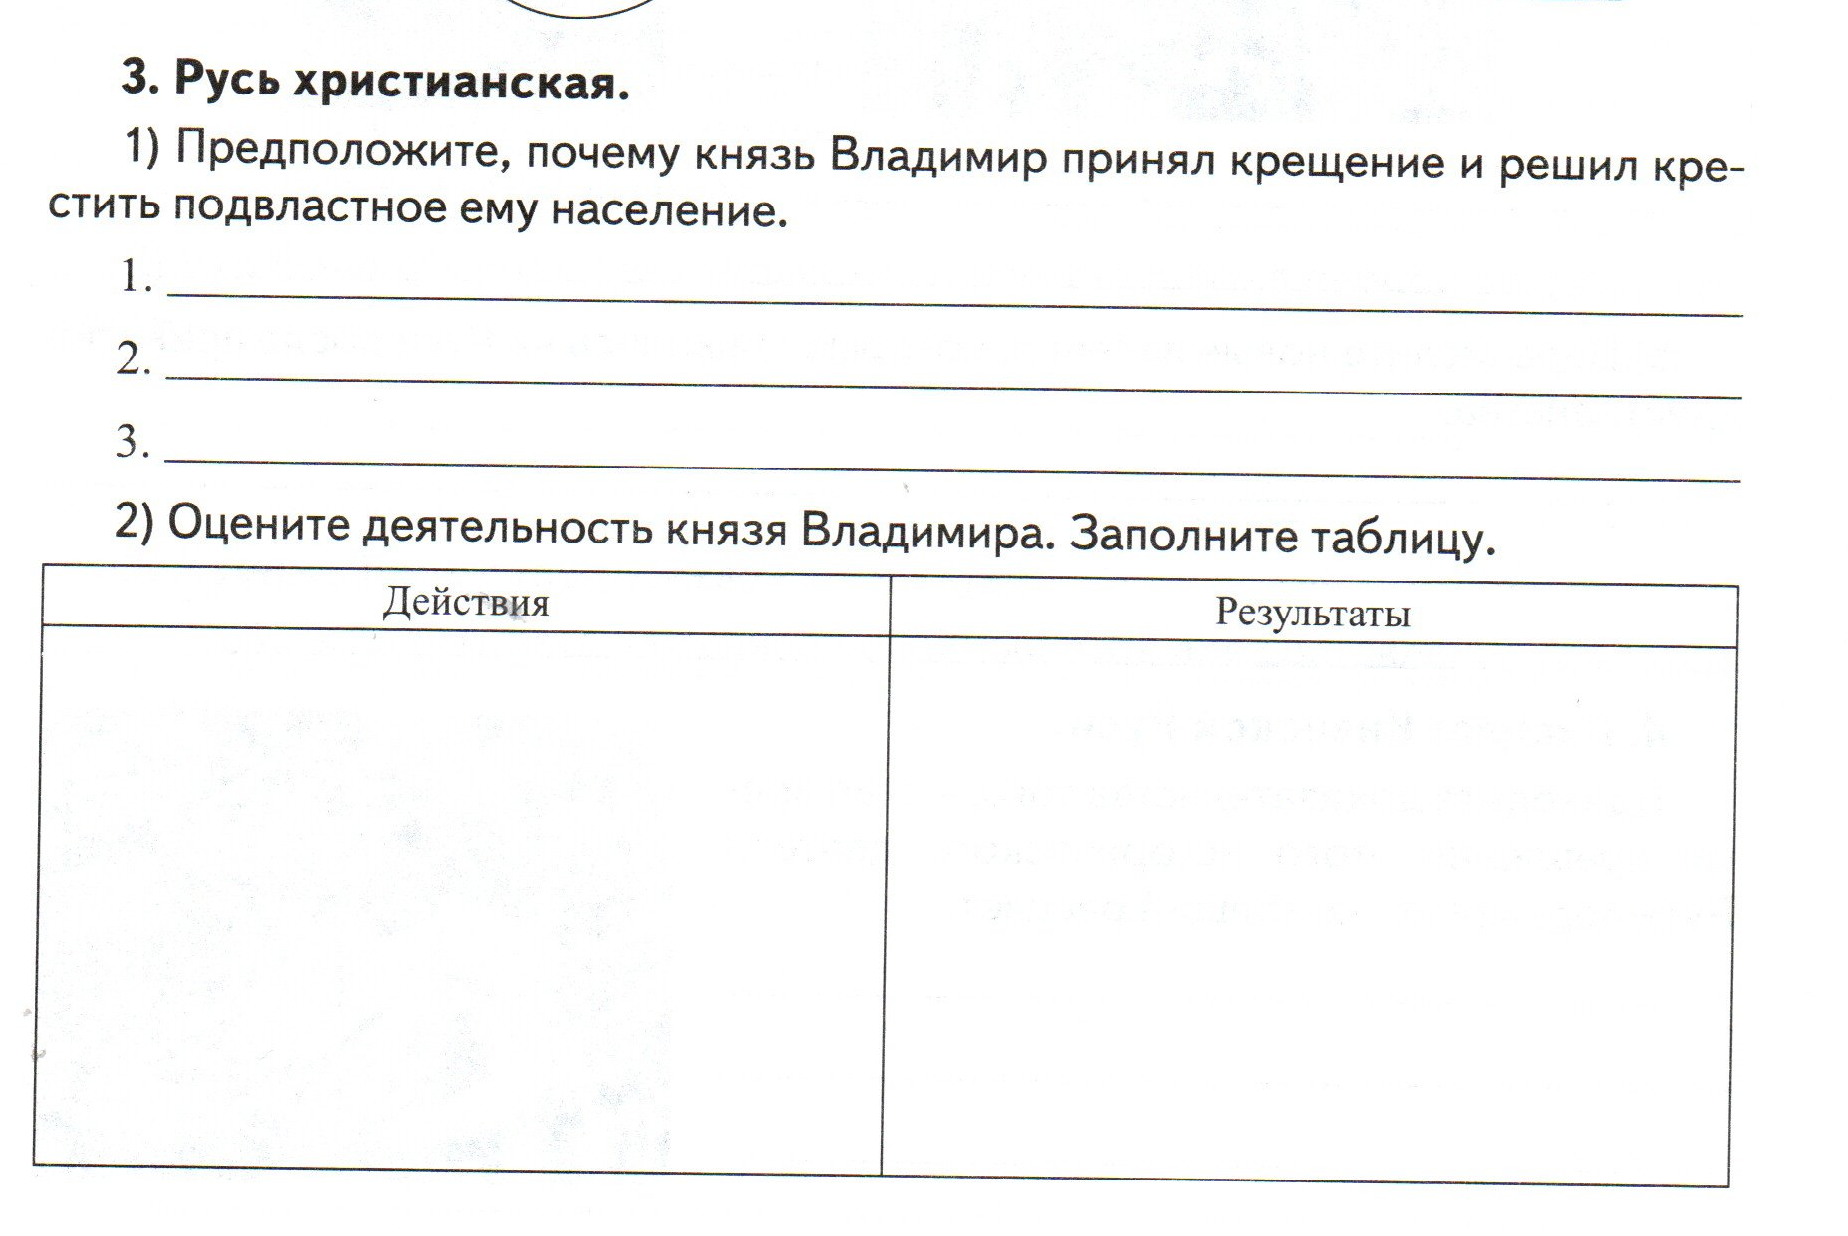 3. Русь христианская.
1) Предположите, почему князь Владимир принял крещение и решил кре-
стить подвластное ему население.
1.
2.
3.
2) Оцените деятельность князя Владимира. Заполните таблицу.
Действия Результаты